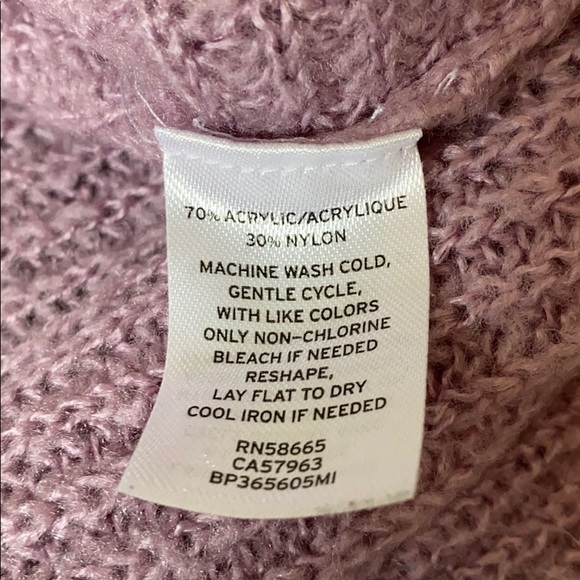 70% ACRYLIC/ACRYLIQUE
30% NYLON
MACHINE WASH COLD,
GENTLE CYCLE,
WITH LIKE COLORS
ONLY NON-CHLORINE
BLEACH IF NEEDED
RESHAPE,
LAY FLAT TO DRY
COOL IRON IF NEEDED
RN58665
CA57963
BP365605MI